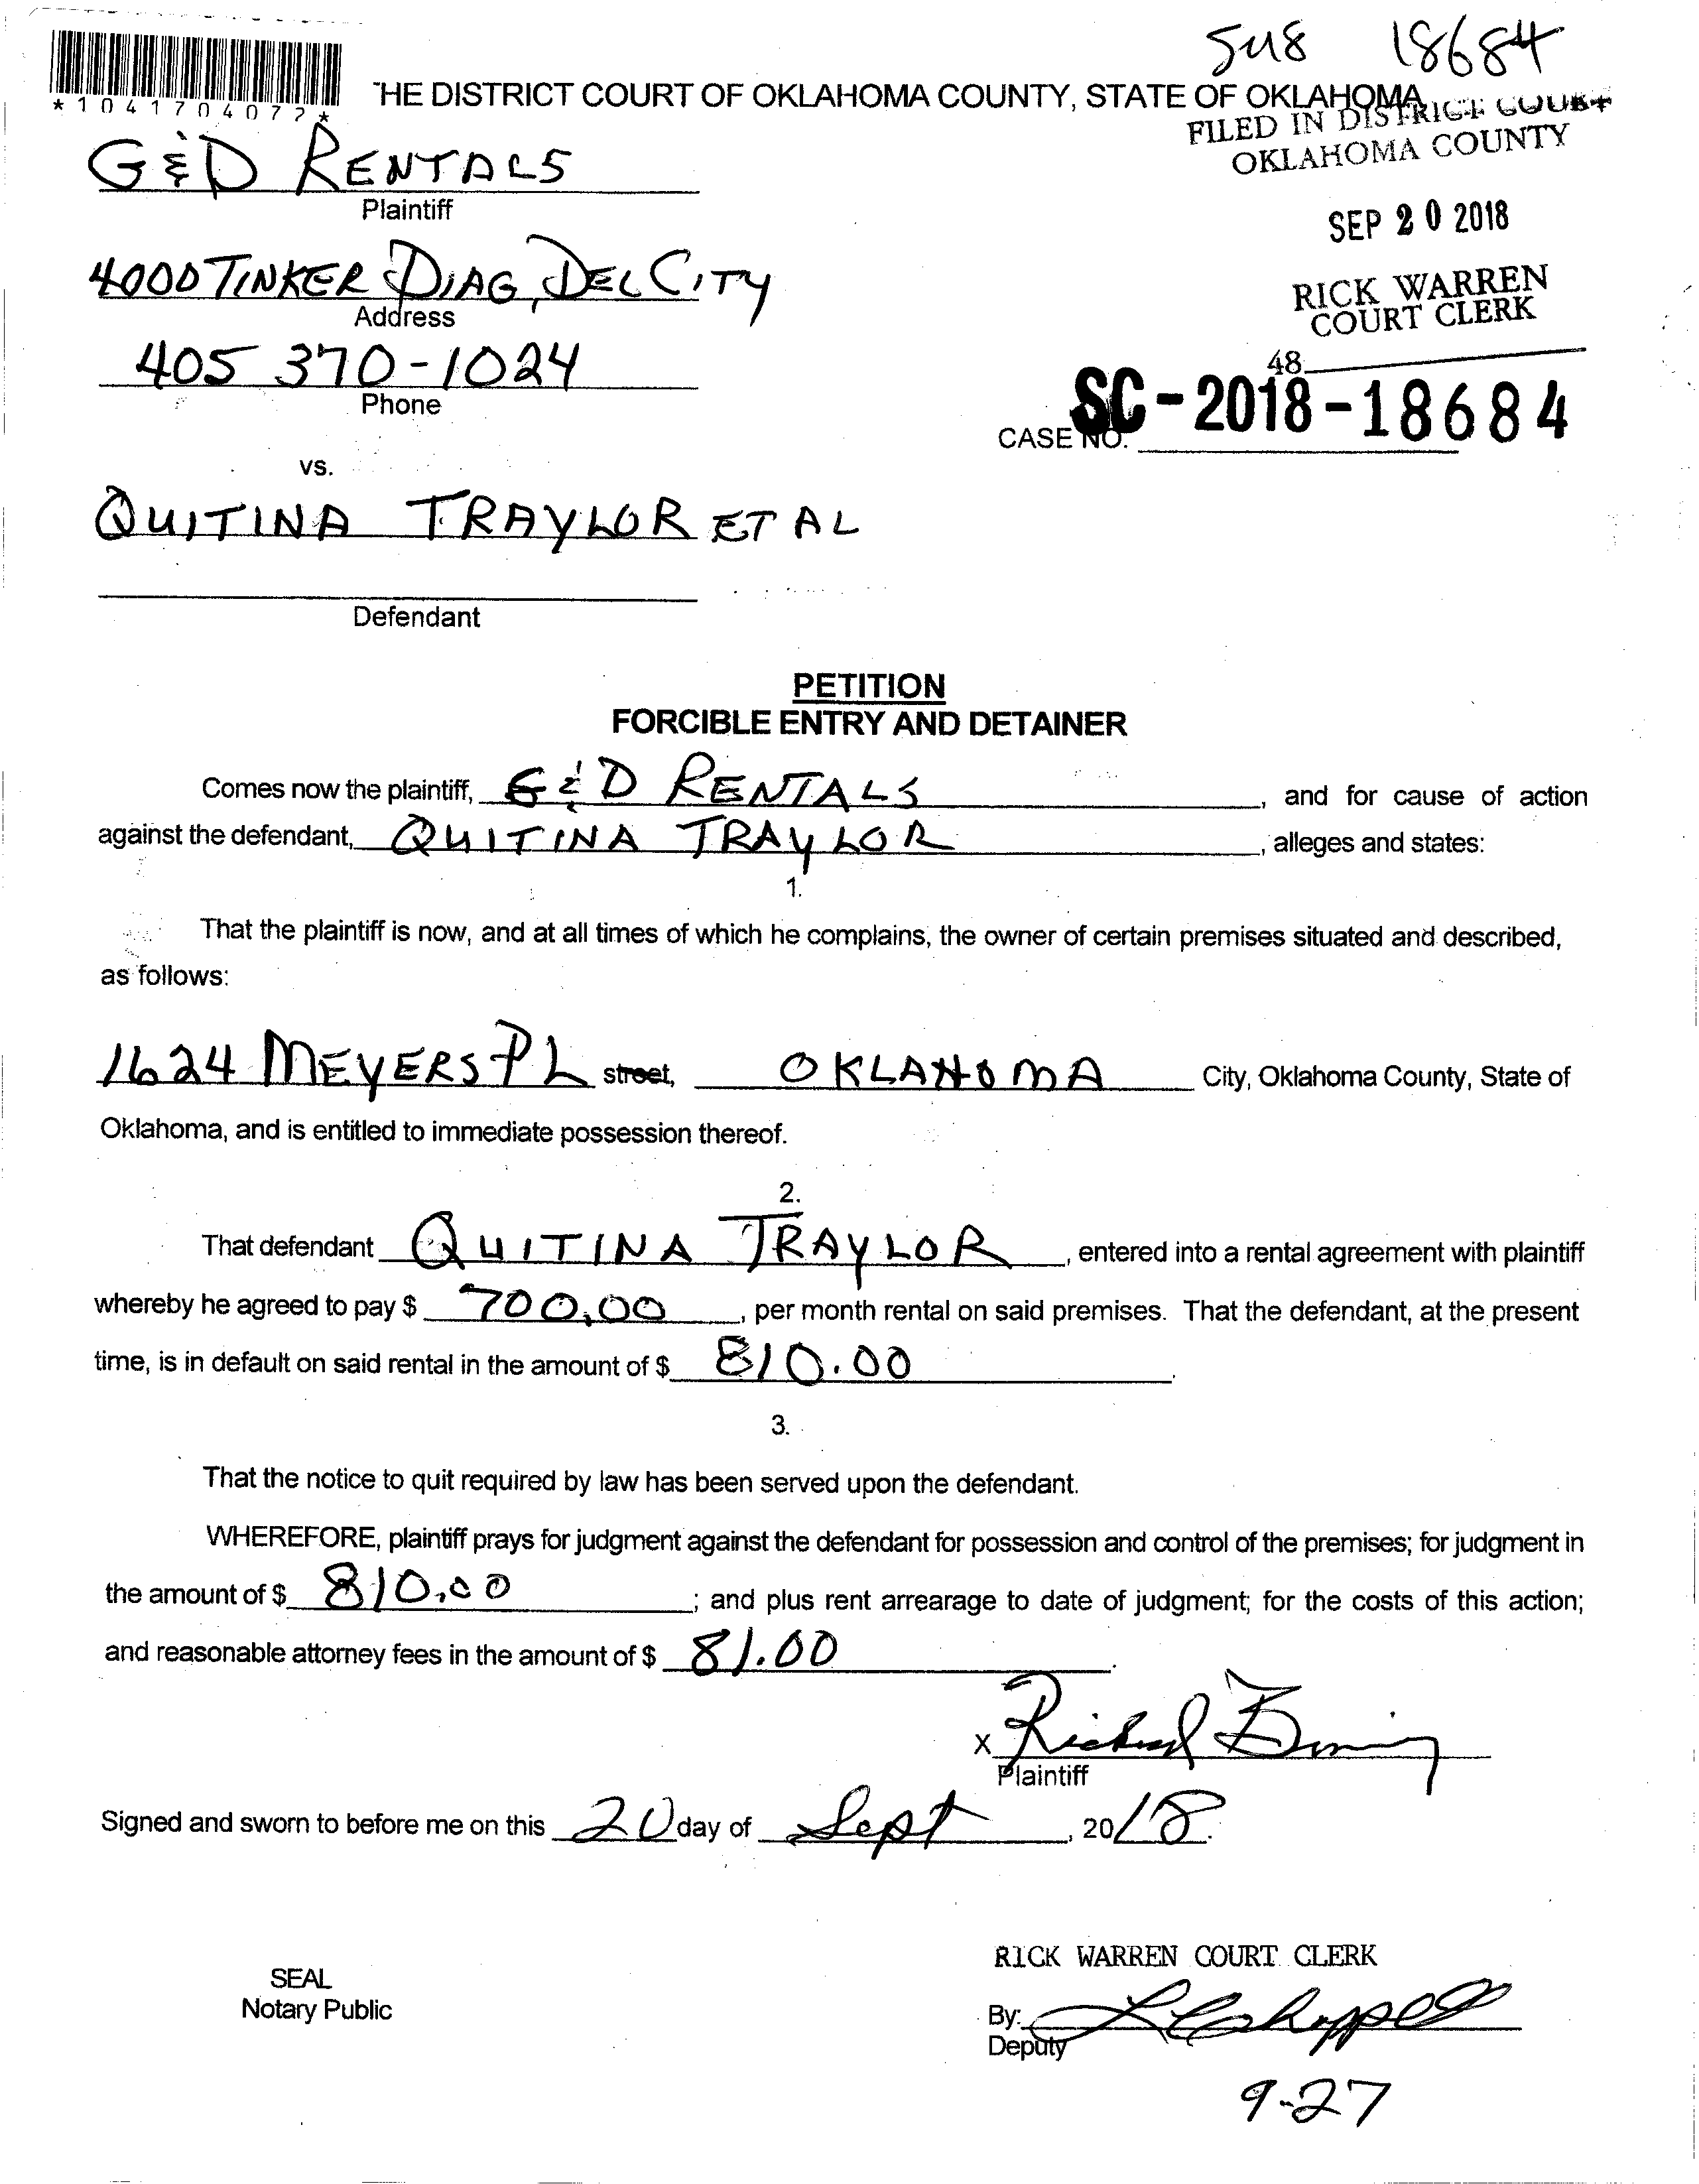 5418 18684
*1041704072*
THE DISTRICT COURT OF OKLAHOMA COUNTY, STATE OF OKLAHOMA
FILED IN DISTRICT COURT
OKLAHOMA COUNTY
G & D RENTALS
Plaintiff
SEP 20 2018
4000 TINKER DIAG, DEL CITY
Address
RICK WARREN
COURT CLERK
405 370-1024
Phone
48
CASE NO. SC-2018-18684
vs.
QUITINA TRAYLOR ET AL
Defendant
PETITION
FORCIBLE ENTRY AND DETAINER
Comes now the plaintiff, G & D RENTALS, and for cause of action
against the defendant, QUITINA TRAYLOR, alleges and states:
1.
That the plaintiff is now, and at all times of which he complains, the owner of certain premises situated and described,
as follows:
1624 MEYERS PL street, OKLAHOMA City, Oklahoma County, State of
Oklahoma, and is entitled to immediate possession thereof.
2.
That defendant QUITINA TRAYLOR, entered into a rental agreement with plaintiff
whereby he agreed to pay $ 700.00, per month rental on said premises. That the defendant, at the present
time, is in default on said rental in the amount of $ 810.00.
3.
That the notice to quit required by law has been served upon the defendant.
WHEREFORE, plaintiff prays for judgment against the defendant for possession and control of the premises; for judgment in
the amount of $ 810.00; and plus rent arrearage to date of judgment; for the costs of this action;
and reasonable attorney fees in the amount of $ 81.00.
X Richard
Plaintiff
Signed and sworn to before me on this 20 day of Sept, 2018.
RICK WARREN COURT CLERK
SEAL
Notary Public
By:
Deputy
9-27